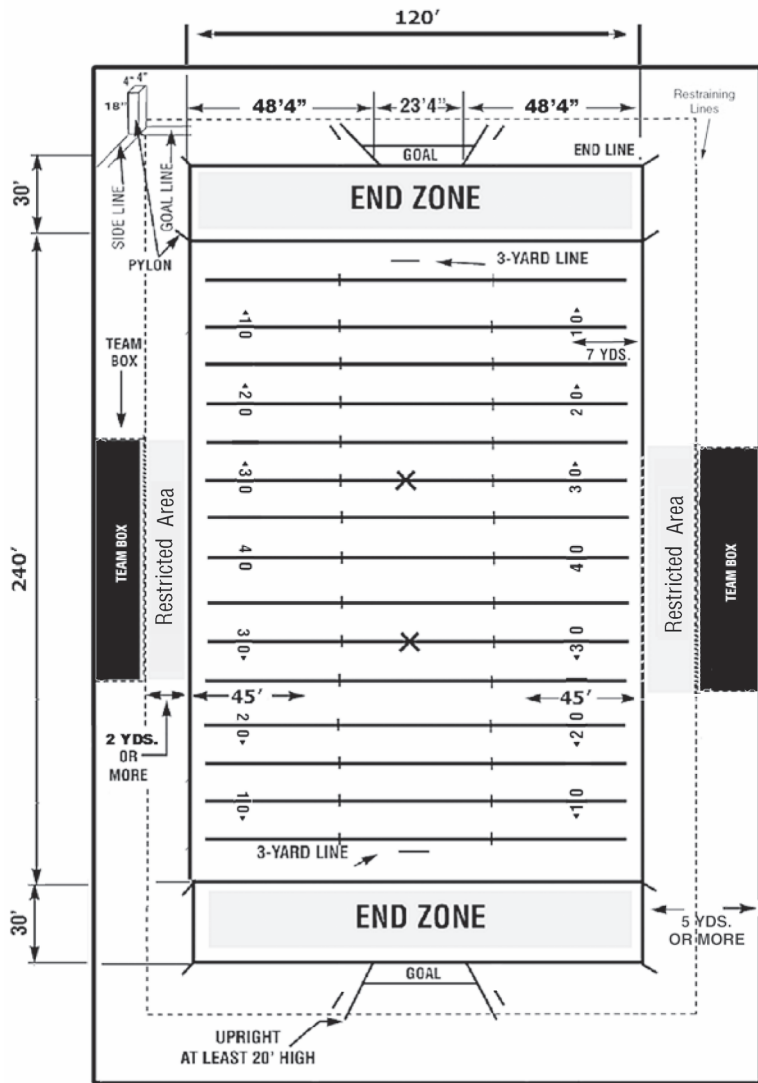 120'
4" 4"
18"
48'4" 23'4" 48'4"
Restraining
Lines
GOAL
END LINE
30'
SIDE LINE
GOAL LINE
END ZONE
PYLON
3-YARD LINE
10 10
7 YDS.
TEAM
BOX
20 20
30 30
TEAM BOX
Restricted Area
240'
40 40
Restricted Area
TEAM BOX
30 30
45' 45'
2 YDS.
OR
MORE
20 20
10 10
3-YARD LINE
30'
END ZONE
5 YDS.
OR MORE
GOAL
UPRIGHT
AT LEAST 20' HIGH